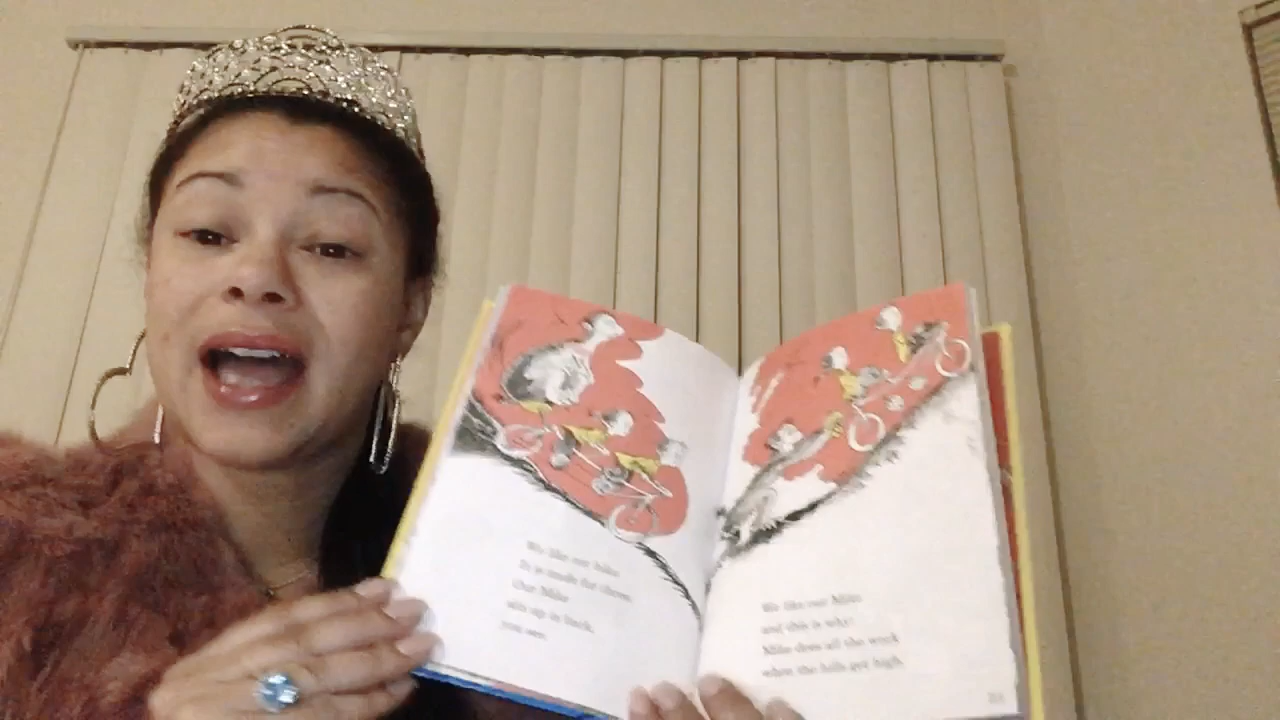 We like our bike.
It is made for three.
Our Mike
sits up in back,
you see.
We like our Mike
and this is why:
Mike does all the work
when the hills get high.